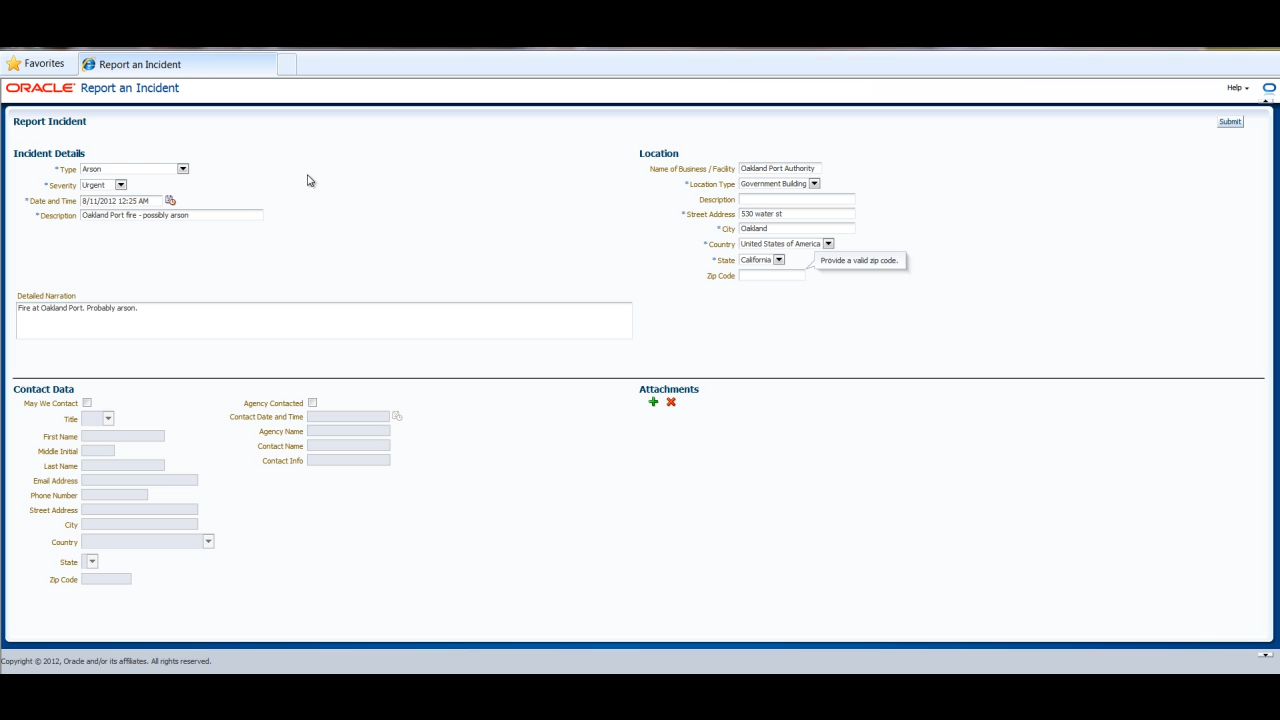 Favorites
Report an Incident
ORACLE Report an Incident
Help
Report Incident
Submit
Incident Details
* Type Arson
* Severity Urgent
* Date and Time 8/11/2012 12:25 AM
* Description Oakland Port fire - possibly arson
Detailed Narration
Fire at Oakland Port. Probably arson.
Location
Name of Business / Facility Oakland Port Authority
* Location Type Government Building
Description
* Street Address 530 water st
* City Oakland
* Country United States of America
* State California
Provide a valid zip code.
Zip Code
Contact Data
May We Contact
Title
First Name
Middle Initial
Last Name
Email Address
Phone Number
Street Address
City
Country
State
Zip Code
Agency Contacted
Contact Date and Time
Agency Name
Contact Name
Contact Info
Attachments
Copyright © 2012, Oracle and/or its affiliates. All rights reserved.